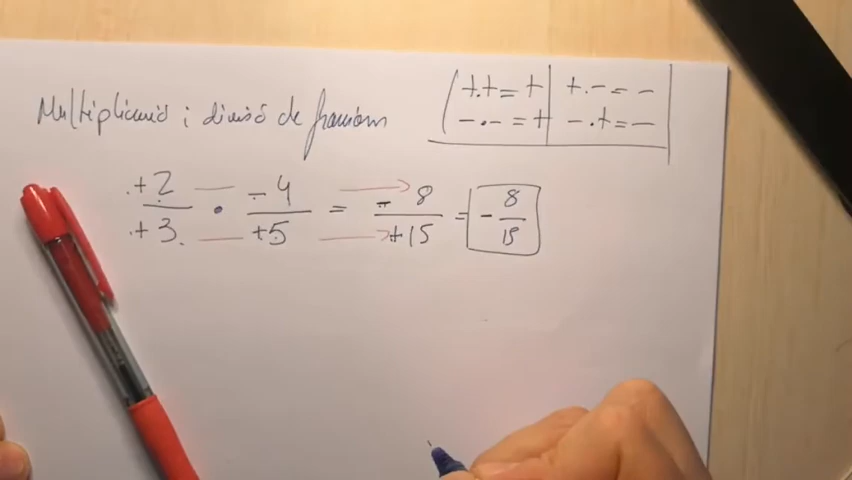 Multiplicació i divisió de fraccions
+.+=+ +.-=-
-.-=+ -.+=-
+2/+3 · -4/+5 = -8/+15 = -8/15